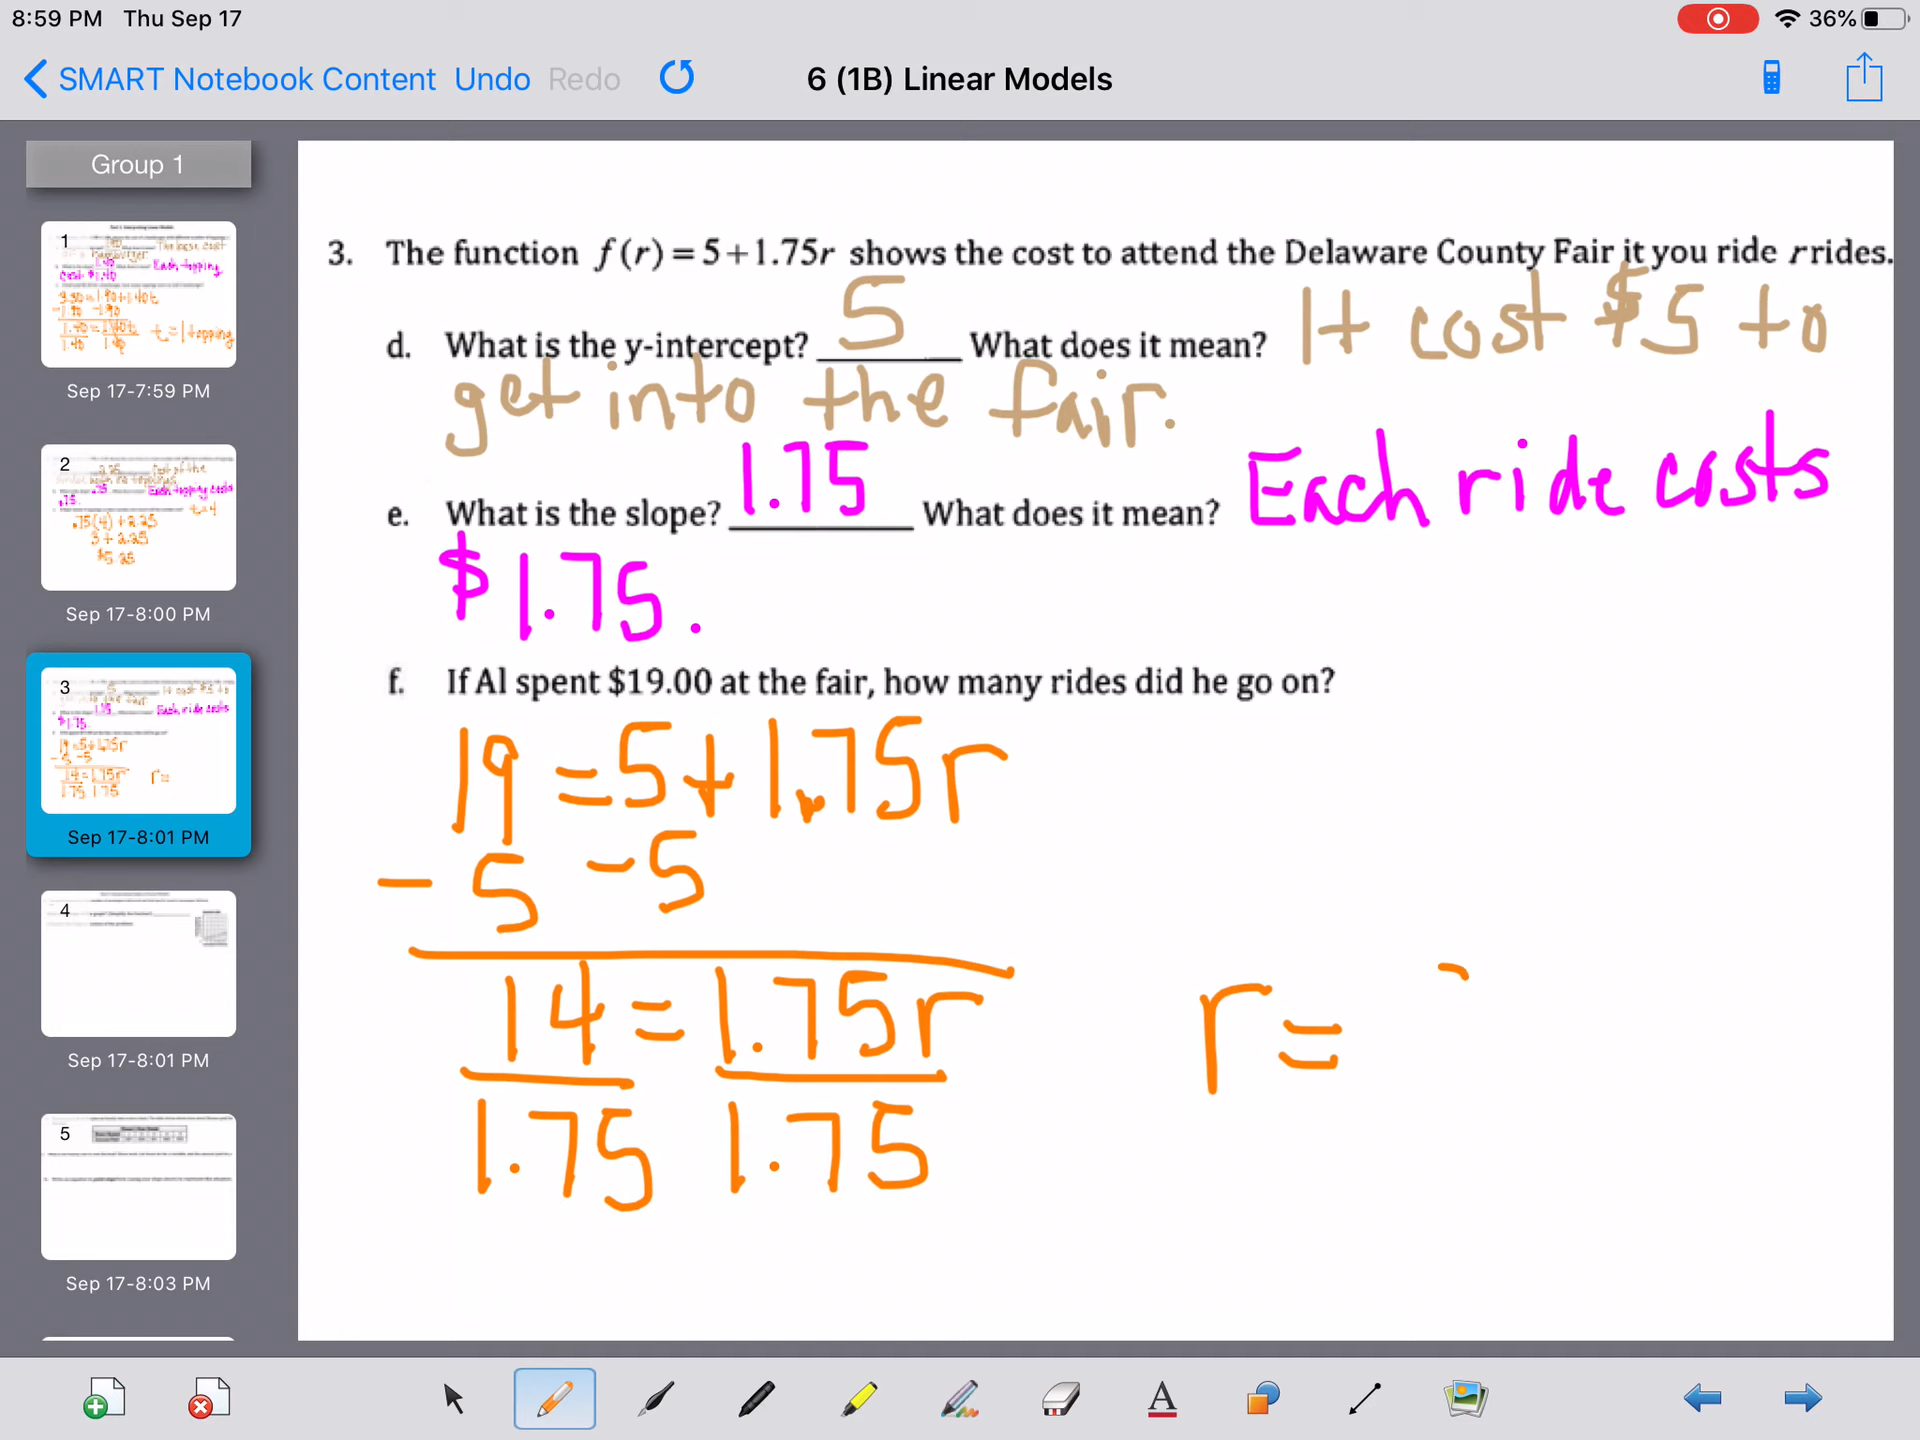 8:59 PM Thu Sep 17
36%
SMART Notebook Content Undo Redo
6 (1B) Linear Models
Group 1
1
Sep 17-7:59 PM
2
Sep 17-8:00 PM
3
Sep 17-8:01 PM
4
Sep 17-8:01 PM
5
Sep 17-8:03 PM
3. The function f(r) = 5+1.75r shows the cost to attend the Delaware County Fair it you ride r rides.
d. What is the y-intercept? 5 What does it mean? It cost $5 to
get into the fair.
e. What is the slope? 1.75 What does it mean? Each ride costs
$1.75.
f. If Al spent $19.00 at the fair, how many rides did he go on?
19 = 5 + 1.75r
- 5 -5
14 = 1.75r
1.75 1.75
r =
A